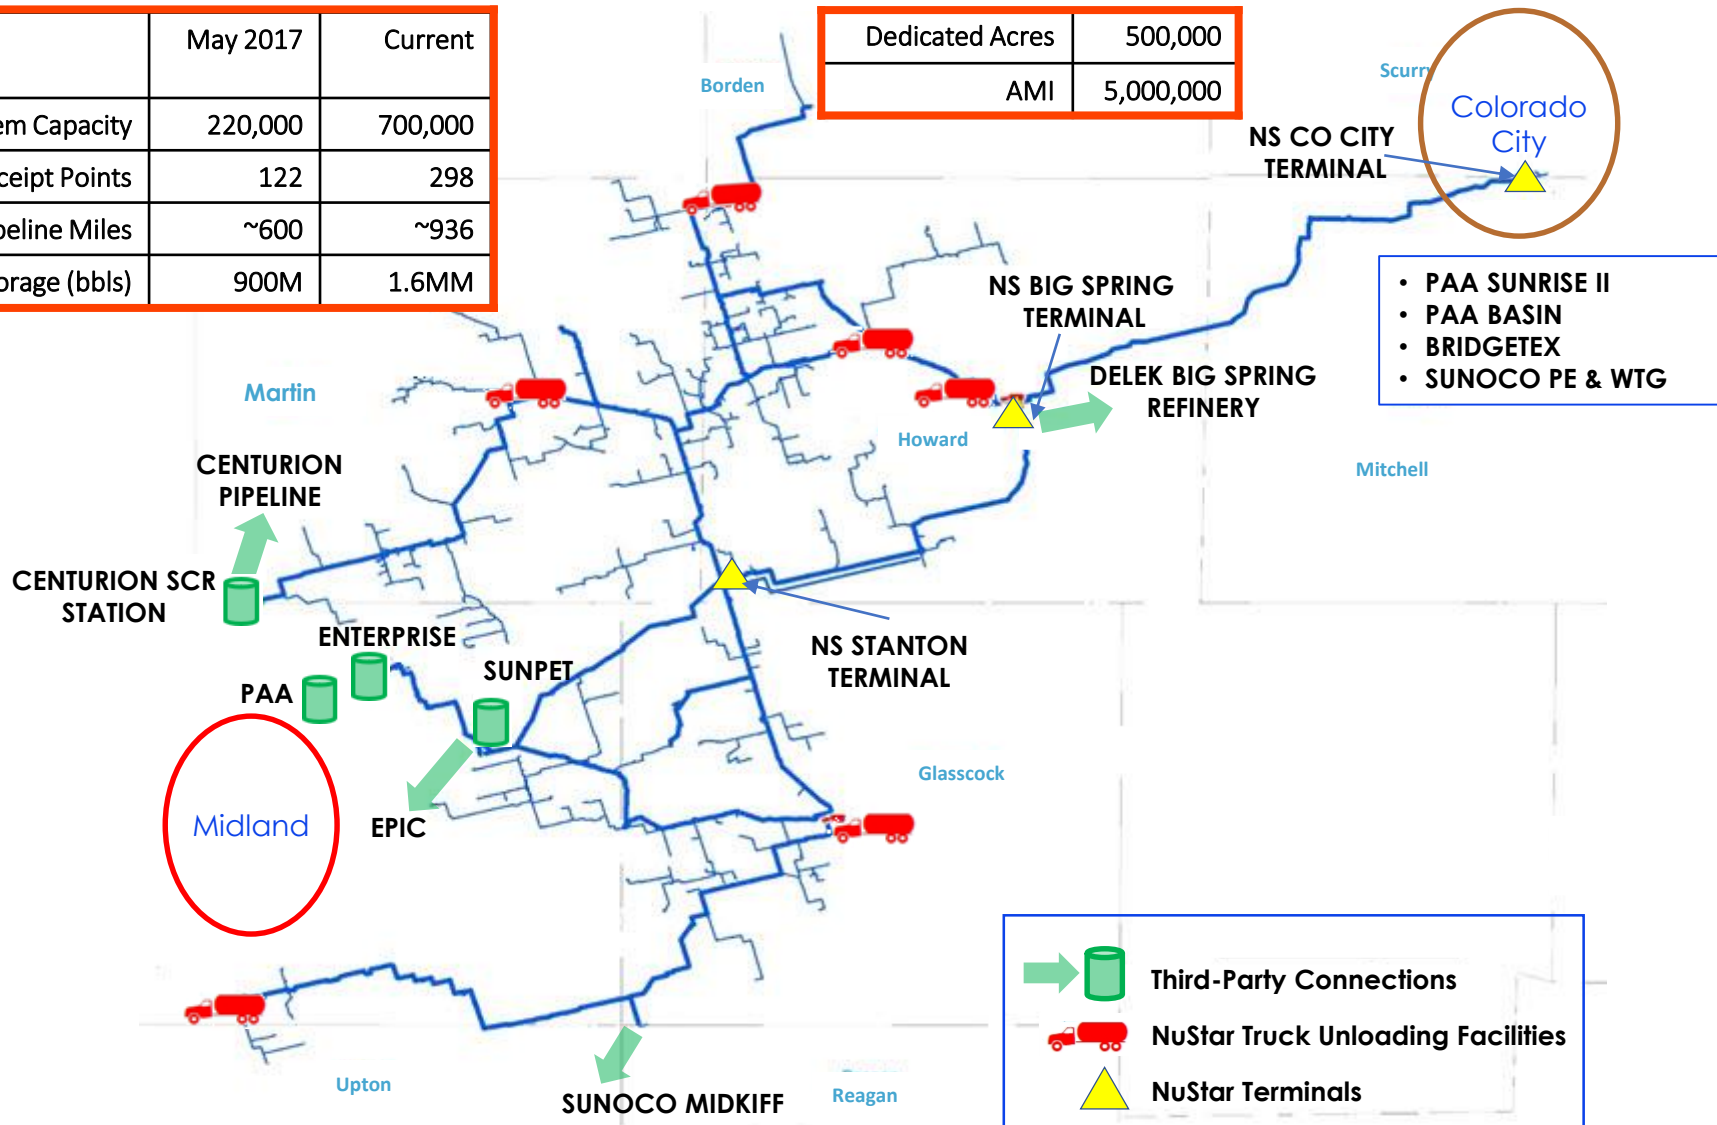 May 2017 Current
em Capacity 220,000 700,000
ceipt Points 122 298
peline Miles ~600 ~936
orage (bbls) 900M 1.6MM
Dedicated Acres 500,000
AMI 5,000,000
Borden
Scurry
Colorado
City
NS CO CITY
TERMINAL
• PAA SUNRISE II
• PAA BASIN
• BRIDGETEX
• SUNOCO PE & WTG
NS BIG SPRING
TERMINAL
DELEK BIG SPRING
REFINERY
Martin
Howard
Mitchell
CENTURION
PIPELINE
CENTURION SCR
STATION
ENTERPRISE
SUNPET
PAA
NS STANTON
TERMINAL
Glasscock
Midland
EPIC
Third-Party Connections
NuStar Truck Unloading Facilities
NuStar Terminals
Upton
SUNOCO MIDKIFF
Reagan